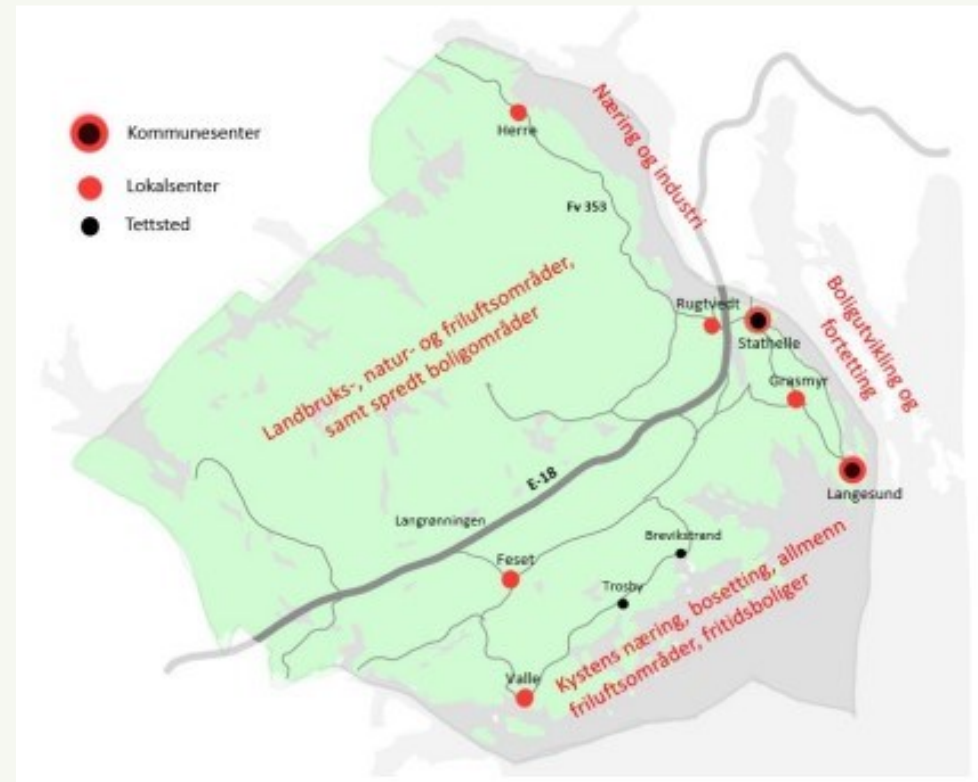 Kommunesenter
Lokalsenter
Tettsted
Herre
Næring og industri
Fv 353
Landbruks-, natur- og friluftsområder,
samt spredt boligområder
Rugtvedt
Stathelle
Boligutvikling og
fortetting
Grasmyr
Langesund
E-18
Langrønningen
Feset
Brevikstrand
Trosby
Valle
Kystens næring, bosetting, allmenn
friluftsområder, fritidsboliger